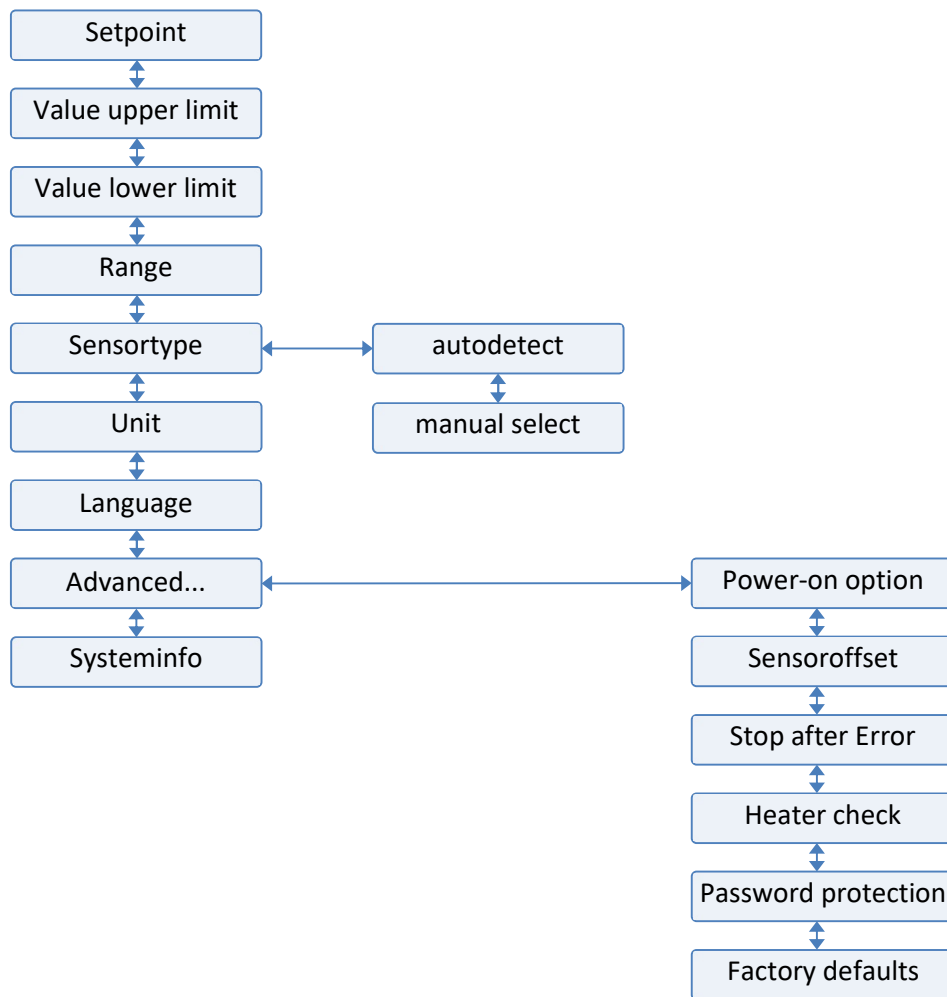 Setpoint
Value upper limit
Value lower limit
Range
Sensortype
autodetect
Unit
manual select
Language
Advanced...
Power-on option
Systeminfo
Sensoroffset
Stop after Error
Heater check
Password protection
Factory defaults